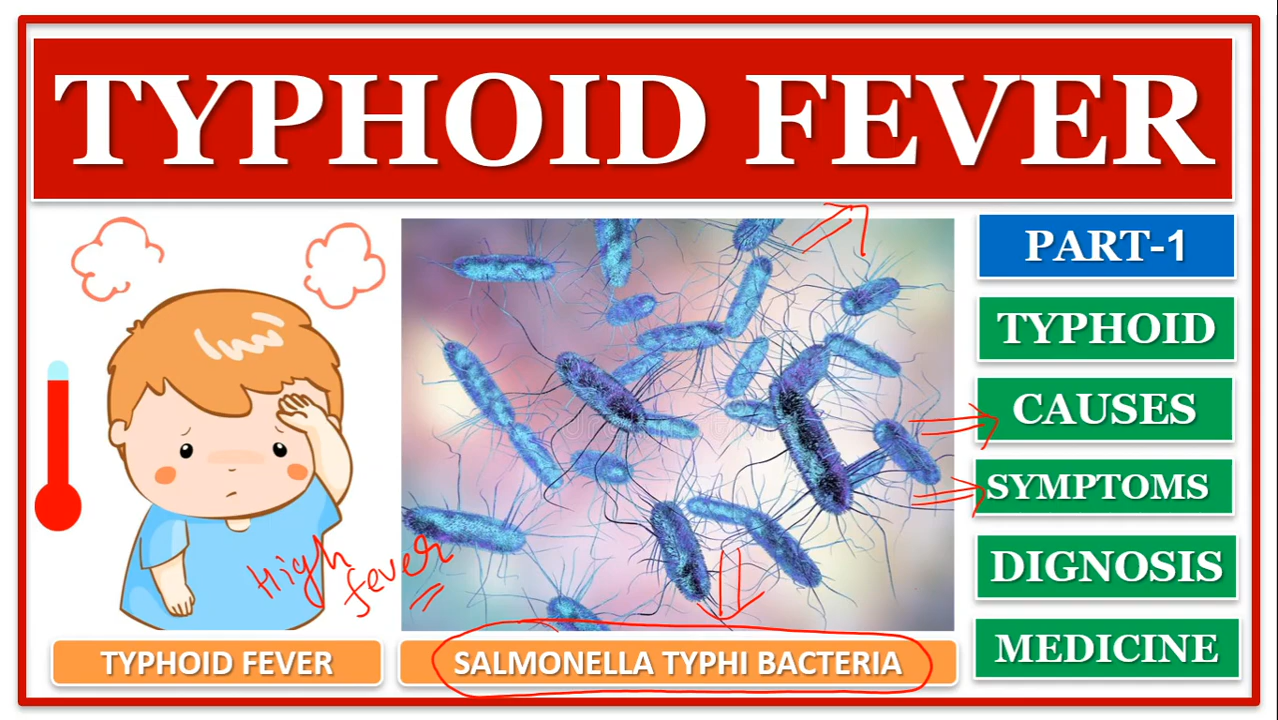 TYPHOID FEVER
PART-1
TYPHOID
CAUSES
SYMPTOMS
DIGNOSIS
MEDICINE
High
fever
TYPHOID FEVER
SALMONELLA TYPHI BACTERIA